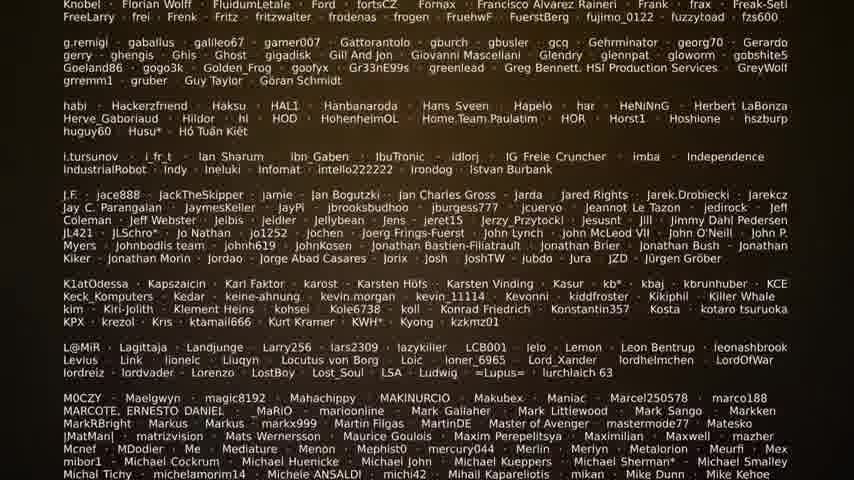 Knobel · Florian Wolff · FluidumLetale · Ford · fortsCZ · Fornax · Francisco Alvarez Raineri · Frank · frax · Freak-Setl
FreeLarry · frei · Frenk · Fritz · fritzwalter · frodenas · frogen · FruehwF · FuerstBerg · fujimo_0122 · fuzzytoad · fzs600
g.remigi · gaballus · galileo67 · gamer007 · Gattorantolo · gburch · gbusler · gcq · Gehrminator · georg70 · Gerardo
gerry · ghengis · Ghis · Ghost · gigadisk · Gill And Jon · Giovanni Mascellani · Glendry · glennpat · gloworm · gobshite5
Goeland86 · gogo3k · Golden_Frog · goofyx · Gr33nE99s · greenlead · Greg Bennett. HSI Production Services · GreyWolf
grremm1 · gruber · Guy Taylor · Göran Schmidt
habi · Hackerzfriend · Haksu · HAL1 · Hanbanaroda · Hans Sveen · Hapelo · har · HeNiNnG · Herbert LaBonza
Herve_Gaboriaud · Hildor · hl · HOD · HohenheimOL · Home.Team.Paulatim · HOR · Horst1 · Hoshione · hszburp
huguy60 · Husu* · Hồ Tuấn Kiệt
i.tursunov · i_fr_t · Ian Sharum · ibn_Gaben · IbuTronic · idlorj · IG Freie Cruncher · imba · Independence
IndustrialRobot · Indy · Ineluki · Infomat · intello222222 · irondog · Istvan Burbank
J.F. · jace888 · JackTheSkipper · jamie · Jan Bogutzki · Jan Charles Gross · Jarda · Jared Rights · Jarek.Drobiecki · Jarekcz
Jay C. Parangalan · JaymesKeller · JayPi · jbrooksbudhoo · jburgess777 · jcuervo · Jeannot Le Tazon · jedirock · Jeff
Coleman · Jeff Webster · Jeibis · Jeidler · Jellybean · Jens · jeret15 · Jerzy_Przytocki · Jesusnt · Jill · Jimmy Dahl Pedersen
JL421 · JLSchro* · Jo Nathan · jo1252 · Jochen · Joerg Frings-Fuerst · John Lynch · John McLeod VII · John O'Neill · John P.
Myers · Johnbodlis team · johnh619 · JohnKosen · Jonathan Bastien-Filiatrault · Jonathan Brier · Jonathan Bush · Jonathan
Kiker · Jonathan Morin · Jordao · Jorge Abad Casares · Jorix · Josh · JoshTW · jubdo · Jura · JZD · Jürgen Gröber
K1atOdessa · Kapszaicin · Karl Faktor · karost · Karsten Höfs · Karsten Vinding · Kasur · kb* · kbaj · kbrunhuber · KCE
Keck_Komputers · Kedar · keine-ahnung · kevin.morgan · kevin_11114 · Kevonni · kiddfroster · Kikiphil · Killer Whale
kim · Kiri-Jolith · Klement Heins · kohsel · Kole6738 · koll · Konrad Friedrich · Konstantin357 · Kosta · kotaro tsuruoka
KPX · krezol · Kris · ktamail666 · Kurt Kramer · KWH* · Kyong · kzkmz01
L@MiR · Lagittaja · Landjunge · Larry256 · lars2309 · lazykiller · LCB001 · lelo · Lemon · Leon Bentrup · leonashbrook
Levius · Link · lionelc · Liuqyn · Locutus von Borg · Loic · loner_6965 · Lord_Xander · lordhelmchen · LordOfWar
lordreiz · lordvader · Lorenzo · LostBoy · Lost_Soul · LSA · Ludwig · =Lupus= · lurchlaich 63
M0CZY · Maelgwyn · magic8192 · Mahachippy · MAKINURCIO · Makubex · Maniac · Marcel250578 · marco188
MARCOTE, ERNESTO DANIEL · _MaRiO · marioonline · Mark Gallaher · Mark Littlewood · Mark Sango · Markken
MarkRBright · Markus · Markus · markx999 · Martin Filgas · MartinDE · Master of Avenger · mastermode77 · Matesko
|MatMan| · matrizvision · Mats Wernersson · Maurice Goulois · Maxim Perepelitsya · Maximilian · Maxwell · mazher
Mcnef · MDodier · Me · Mediature · Menon · Mephist0 · mercury044 · Merlin · Merlyn · Metalorion · Meurfi · Mex
mibor1 · Michael Cockrum · Michael Huenicke · Michael John · Michael Kueppers · Michael Sherman* · Michael Smalley
Michal Tichy · michelamorim14 · Michele ANSALDI · michi42 · Mihail Kapareliotis · mikan · Mike Dunn · Mike Kehoe